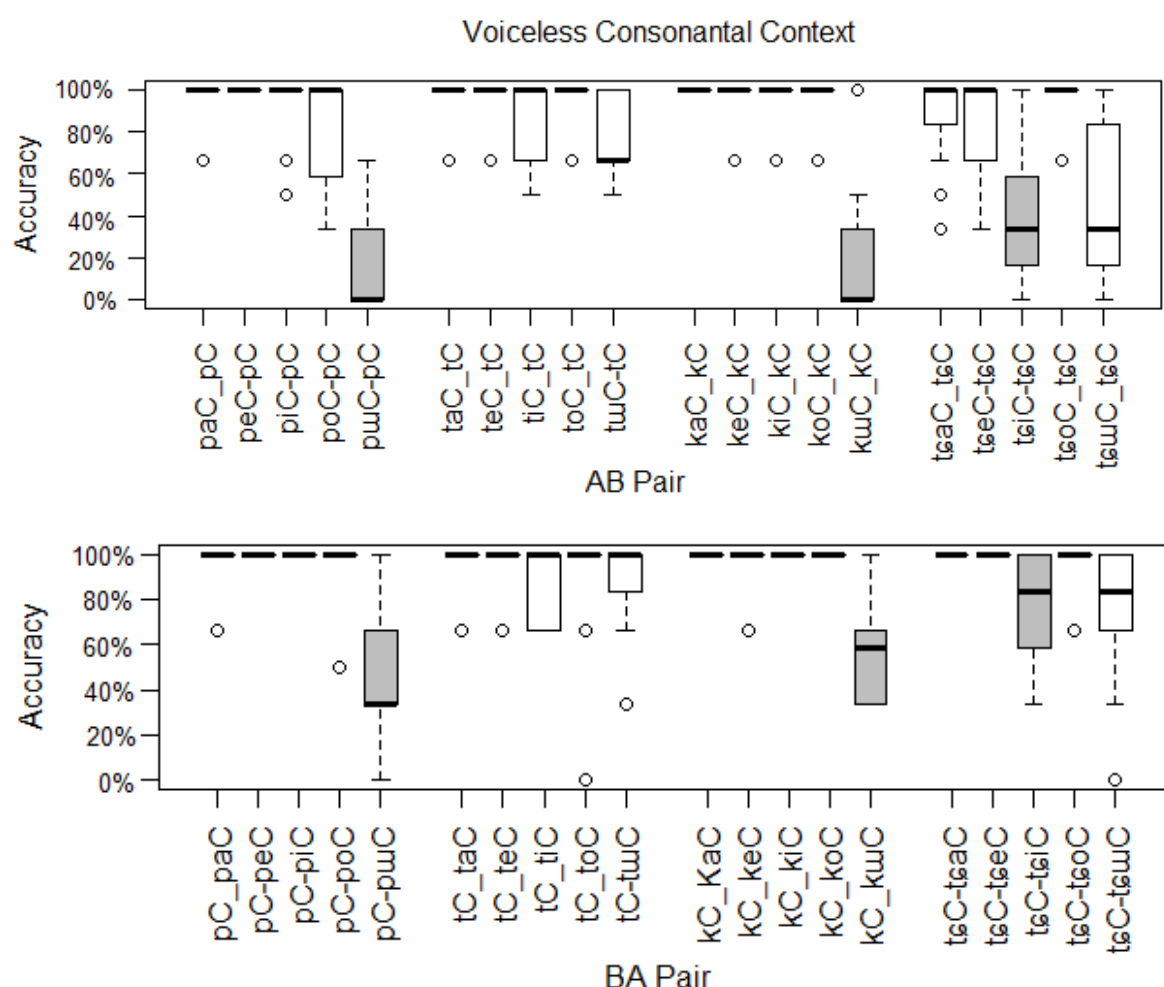 Voiceless Consonantal Context
Accuracy
100%
80%
60%
40%
20%
0%
paC_pC peC-pC piC-pC poC-pC pɯC-pC taC_tC teC_tC tiC_tC toC_tC tɯC-tC kaC_kC keC_kC kiC_kC koC_kC kɯC_kC tɕaC_tɕC tɕeC-tɕC tɕiC-tɕC tɕoC_tɕC tɕɯC_tɕC
AB Pair
Accuracy
100%
80%
60%
40%
20%
0%
pC_paC pC-peC pC-piC pC-poC pC-pɯC tC_taC tC_teC tC_tiC tC_toC tC-tɯC kC_KaC kC_keC kC_kiC kC_koC kC_kɯC tɕC-tɕaC tɕC-tɕeC tɕC-tɕiC tɕC-tɕoC tɕC-tɕɯC
BA Pair